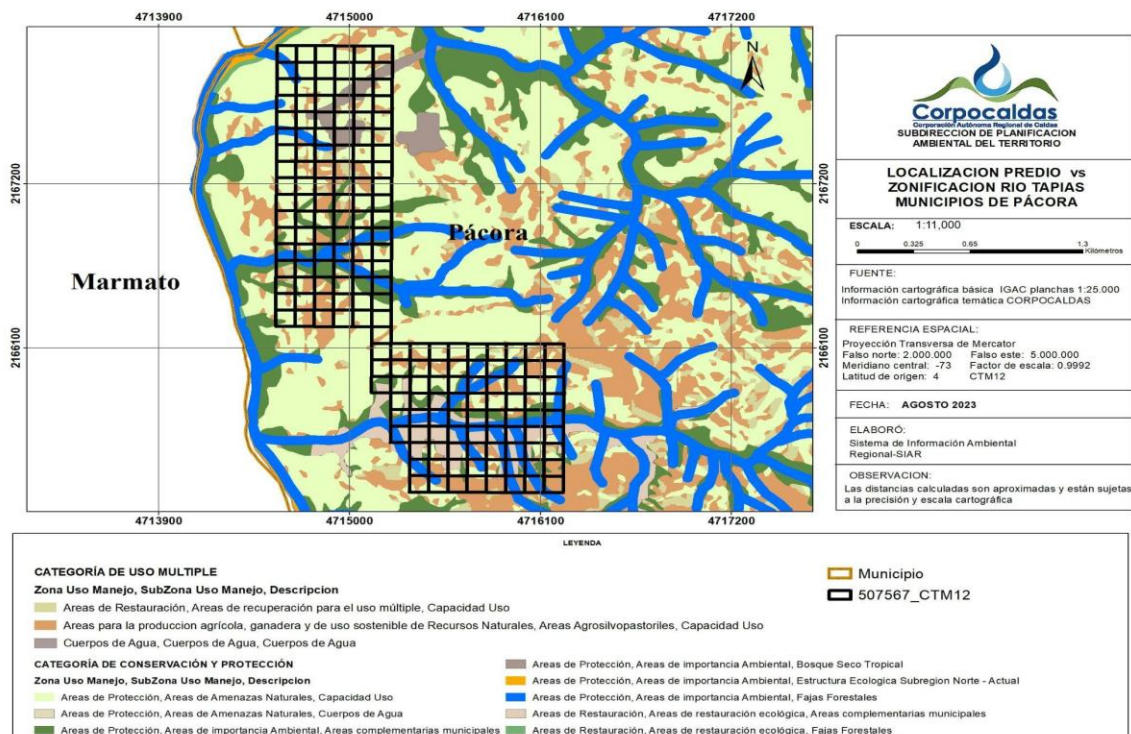 4713900 4715000 4716100 4717200
N
2167200
2167200
Pácora
Marmato
2166100
2166100
4713900 4715000 4716100 4717200
Corpocaldas
Corporación Autónoma Regional de Caldas
SUBDIRECCION DE PLANIFICACION
AMBIENTAL DEL TERRITORIO
LOCALIZACION PREDIO vs
ZONIFICACION RIO TAPIAS
MUNICIPIOS DE PÁCORA
ESCALA: 1:11,000
0 0.325 0.65 1.3
Kilómetros
FUENTE:
Información cartográfica básica IGAC planchas 1:25.000
Información cartográfica temática CORPOCALDAS
REFERENCIA ESPACIAL:
Proyección Transversa de Mercator
Falso norte: 2.000.000 Falso este: 5.000.000
Meridiano central: -73 Factor de escala: 0.9992
Latitud de origen: 4 CTM12
FECHA: AGOSTO 2023
ELABORÓ:
Sistema de Información Ambiental
Regional-SIAR
OBSERVACION:
Las distancias calculadas son aproximadas y están sujetas
a la precisión y escala cartográfica
LEYENDA
CATEGORÍA DE USO MULTIPLE
Zona Uso Manejo, SubZona Uso Manejo, Descripcion
Areas de Restauración, Areas de recuperación para el uso múltiple, Capacidad Uso
Areas para la produccion agrícola, ganadera y de uso sostenible de Recursos Naturales, Areas Agrosilvopastoriles, Capacidad Uso
Cuerpos de Agua, Cuerpos de Agua, Cuerpos de Agua
CATEGORÍA DE CONSERVACIÓN Y PROTECCIÓN
Zona Uso Manejo, SubZona Uso Manejo, Descripcion
Areas de Protección, Areas de Amenazas Naturales, Capacidad Uso
Areas de Protección, Areas de Amenazas Naturales, Cuerpos de Agua
Areas de Protección, Areas de importancia Ambiental, Areas complementarias municipales
Municipio
507567_CTM12
Areas de Protección, Areas de importancia Ambiental, Bosque Seco Tropical
Areas de Protección, Areas de importancia Ambiental, Estructura Ecologica Subregion Norte - Actual
Areas de Protección, Areas de importancia Ambiental, Fajas Forestales
Areas de Restauración, Areas de restauración ecológica, Areas complementarias municipales
Areas de Restauración, Areas de restauración ecológica, Fajas Forestales